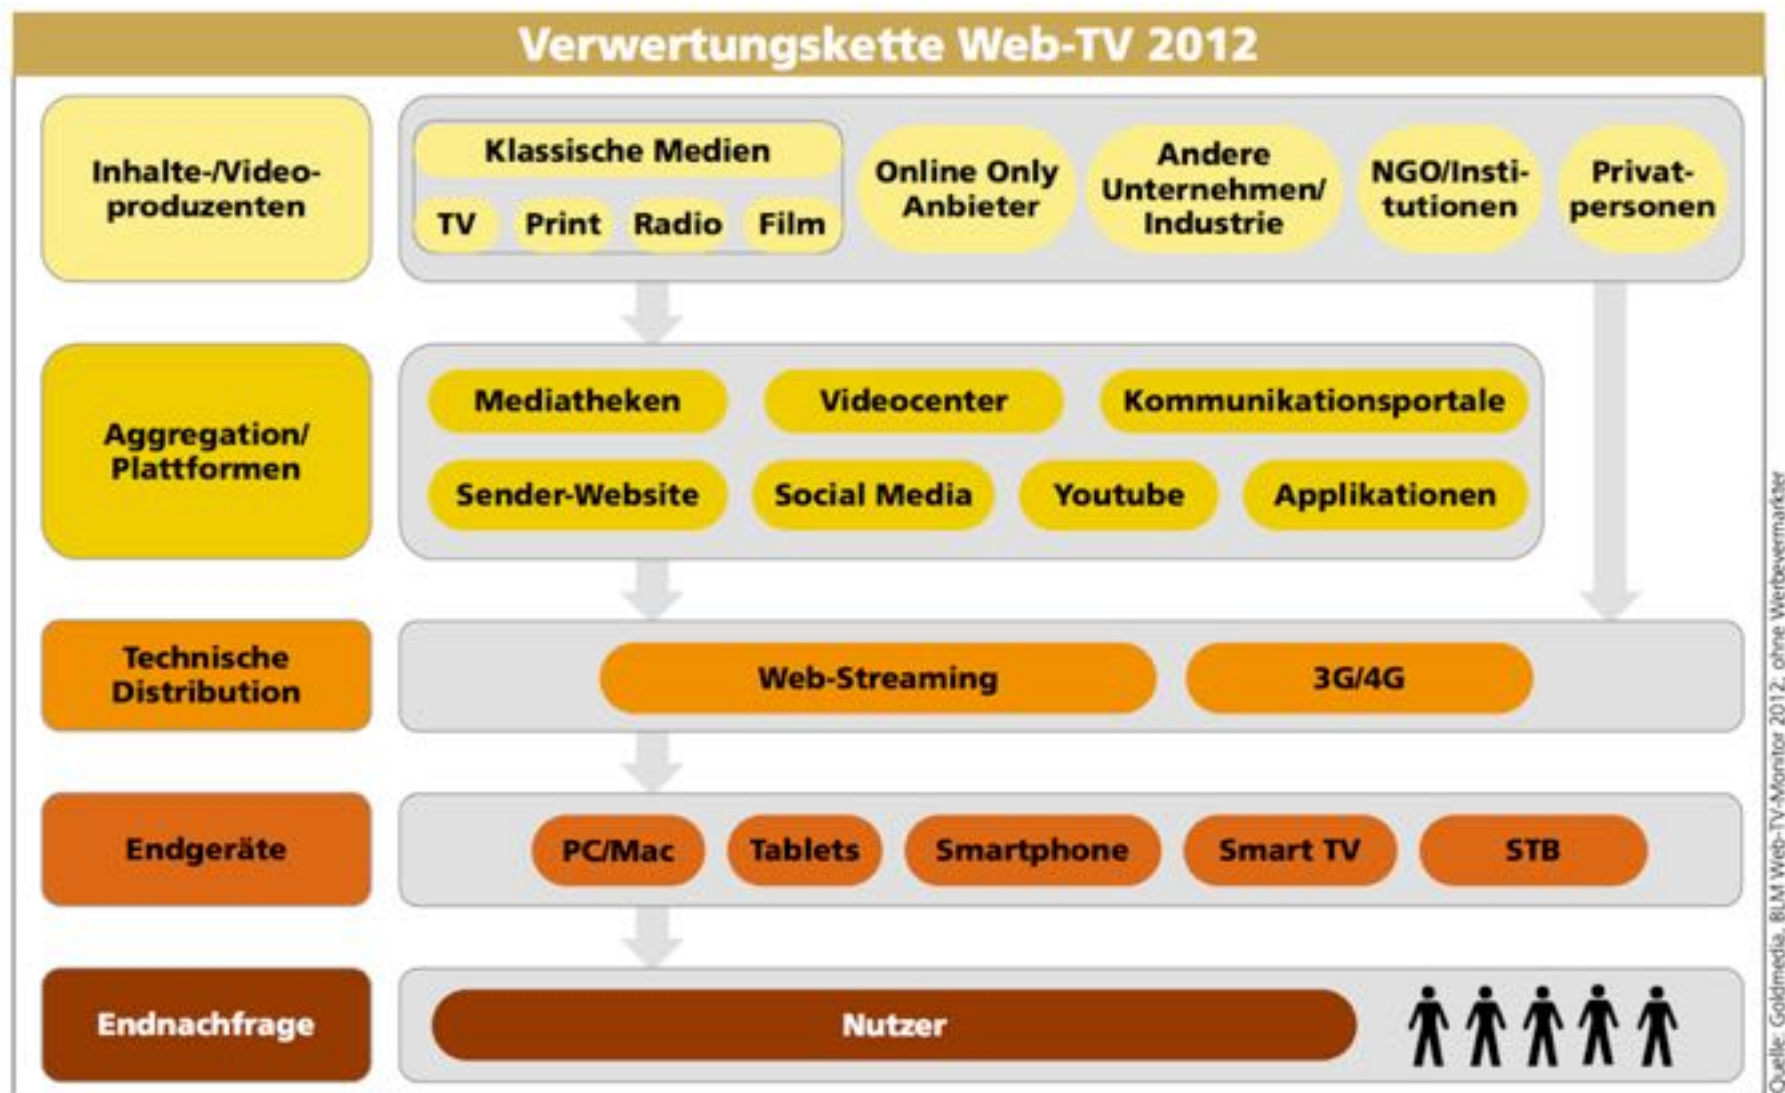 Verwertungskette Web-TV 2012
Inhalte-/Video-
produzenten
Klassische Medien
TV
Print
Radio
Film
Online Only
Anbieter
Andere
Unternehmen/
Industrie
NGO/Insti-
tutionen
Privat-
personen
Aggregation/
Plattformen
Mediatheken
Videocenter
Kommunikationsportale
Sender-Website
Social Media
Youtube
Applikationen
Technische
Distribution
Web-Streaming
3G/4G
Endgeräte
PC/Mac
Tablets
Smartphone
Smart TV
STB
Endnachfrage
Nutzer
Quelle: Goldmedia, BLM Web-TV-Monitor 2012; ohne Werbevermarkter